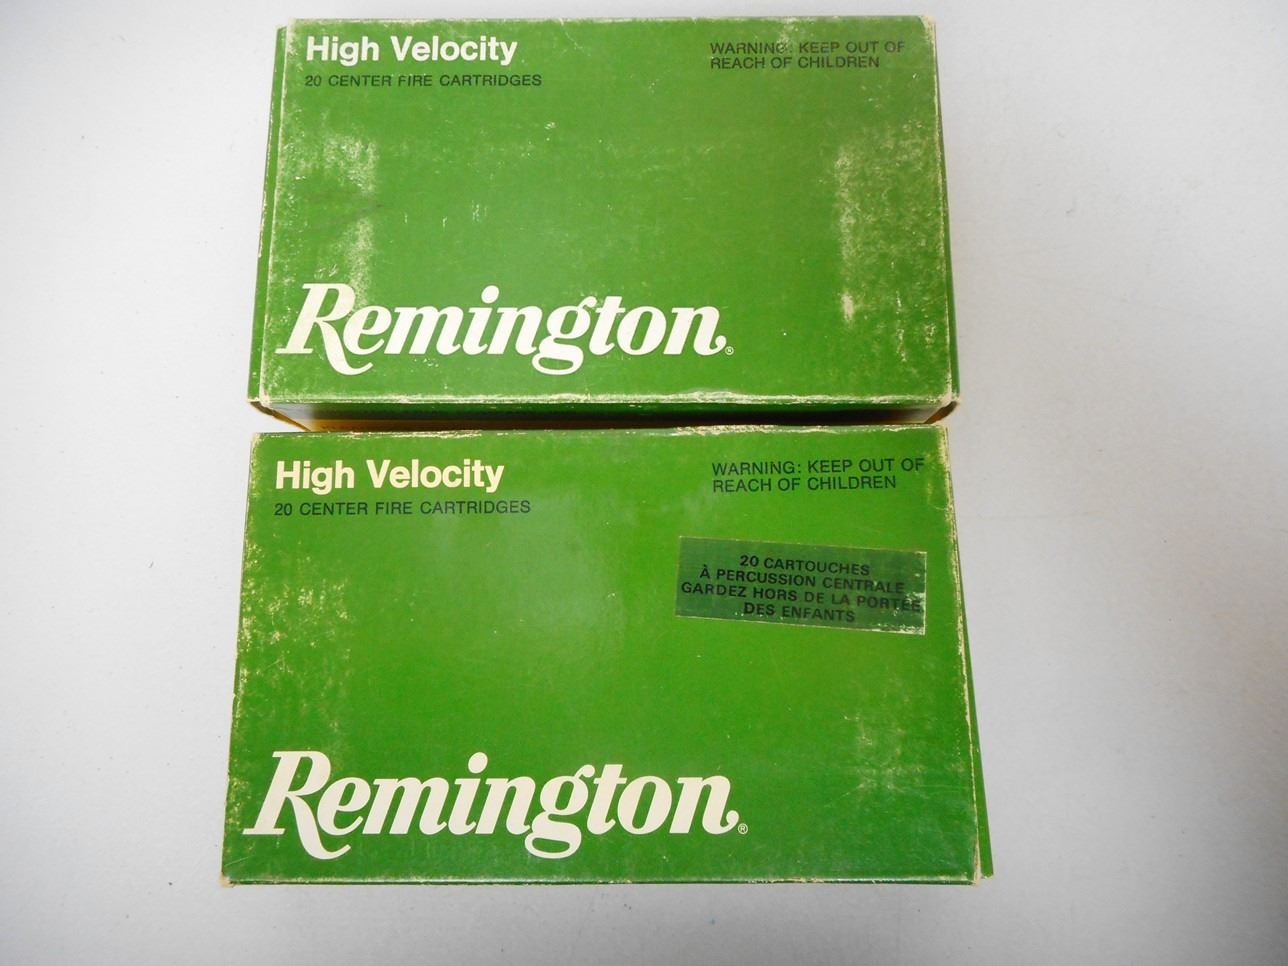 High Velocity
20 CENTER FIRE CARTRIDGES
WARNING: KEEP OUT OF
REACH OF CHILDREN
Remington®
High Velocity
20 CENTER FIRE CARTRIDGES
WARNING: KEEP OUT OF
REACH OF CHILDREN
20 CARTOUCHES
À PERCUSSION CENTRALE
GARDEZ HORS DE LA PORTÉE
DES ENFANTS
Remington®